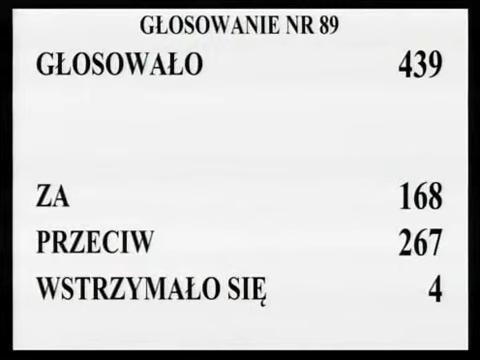 GŁOSOWANIE NR 89
GŁOSOWAŁO 439
ZA 168
PRZECIW 267
WSTRZYMAŁO SIĘ 4